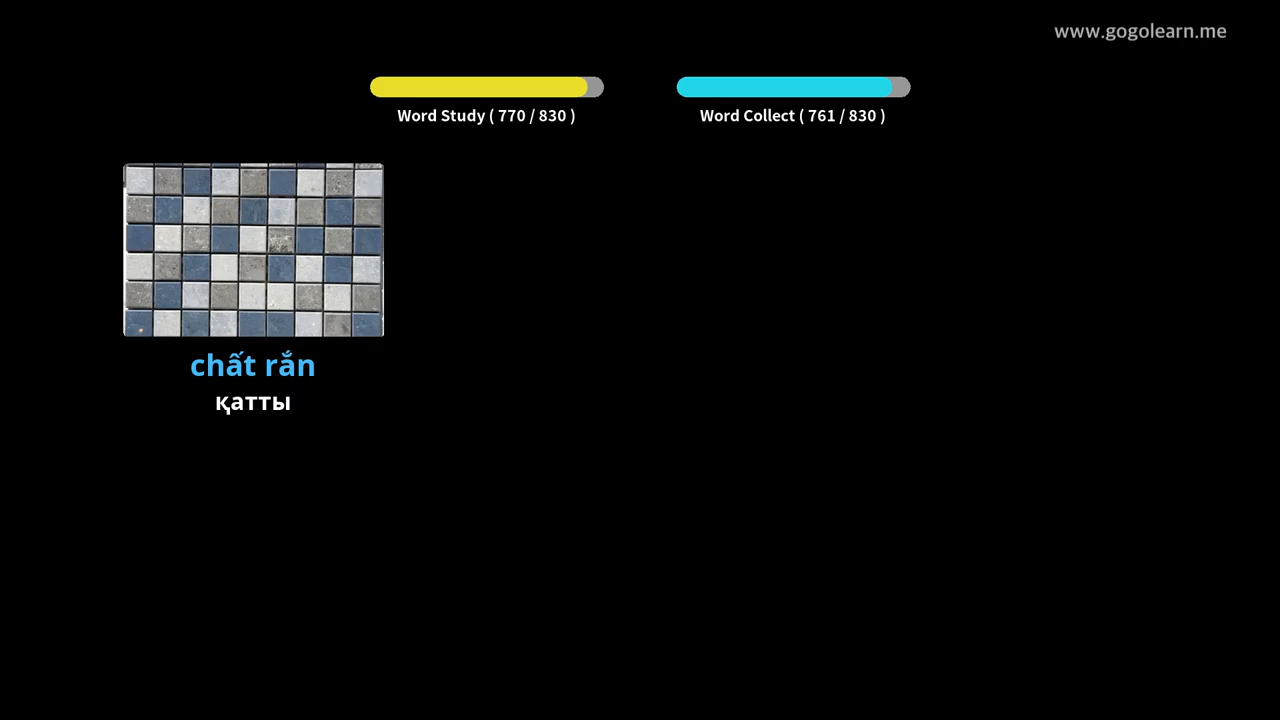 www.gogolearn.me
Word Study ( 770 / 830 )
Word Collect ( 761 / 830 )
chất rắn
қатты